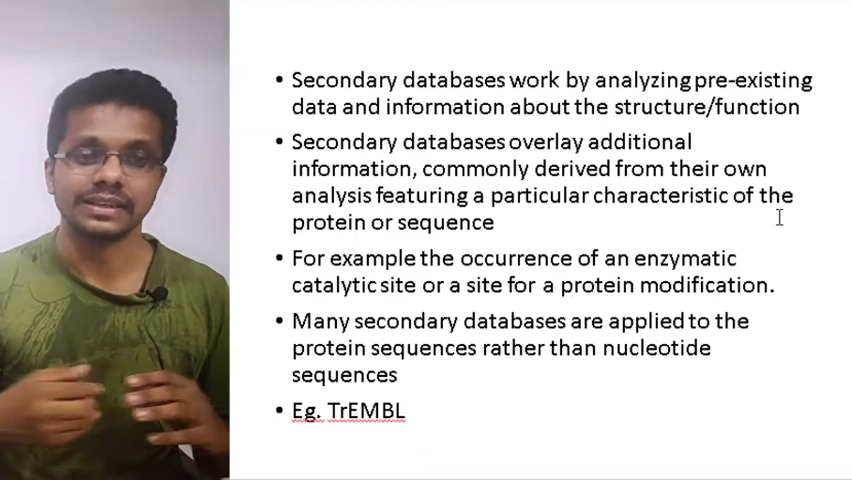 • Secondary databases work by analyzing pre-existing
data and information about the structure/function
• Secondary databases overlay additional
information, commonly derived from their own
analysis featuring a particular characteristic of the
protein or sequence
• For example the occurrence of an enzymatic
catalytic site or a site for a protein modification.
• Many secondary databases are applied to the
protein sequences rather than nucleotide
sequences
• Eg. TrEMBL